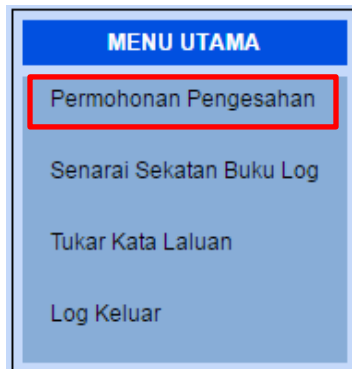 MENU UTAMA
Permohonan Pengesahan
Senarai Sekatan Buku Log
Tukar Kata Laluan
Log Keluar